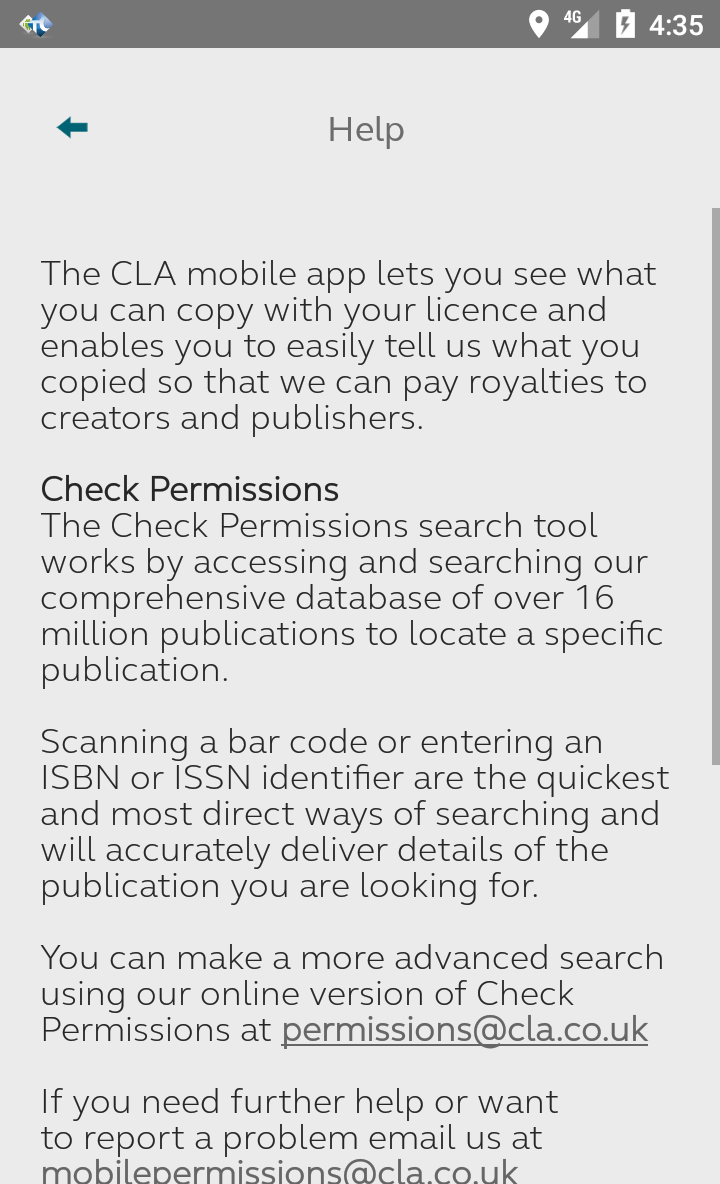 4G 4:35
Help
The CLA mobile app lets you see what
you can copy with your licence and
enables you to easily tell us what you
copied so that we can pay royalties to
creators and publishers.
Check Permissions
The Check Permissions search tool
works by accessing and searching our
comprehensive database of over 16
million publications to locate a specific
publication.
Scanning a bar code or entering an
ISBN or ISSN identifier are the quickest
and most direct ways of searching and
will accurately deliver details of the
publication you are looking for.
You can make a more advanced search
using our online version of Check
Permissions at permissions@cla.co.uk
If you need further help or want
to report a problem email us at
mobilepermissions@cla.co.uk